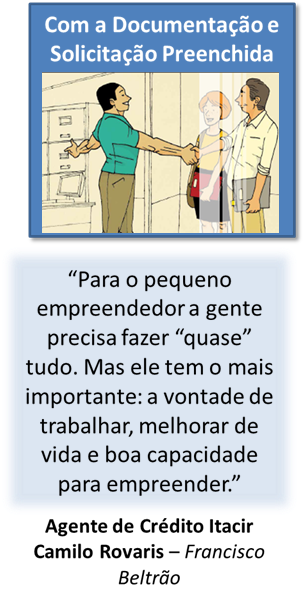 Com a Documentação e
Solicitação Preenchida
“Para o pequeno
empreendedor a gente
precisa fazer “quase”
tudo. Mas ele tem o mais
importante: a vontade de
trabalhar, melhorar de
vida e boa capacidade
para empreender.”
Agente de Crédito Itacir
Camilo Rovaris – Francisco
Beltrão